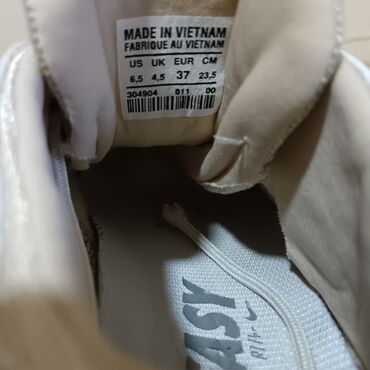 MADE IN VIETNAM
FABRIQUE AU VIETNAM
US UK EUR CM
6,5 4,5 37 23,5
304904 011 00
ASY